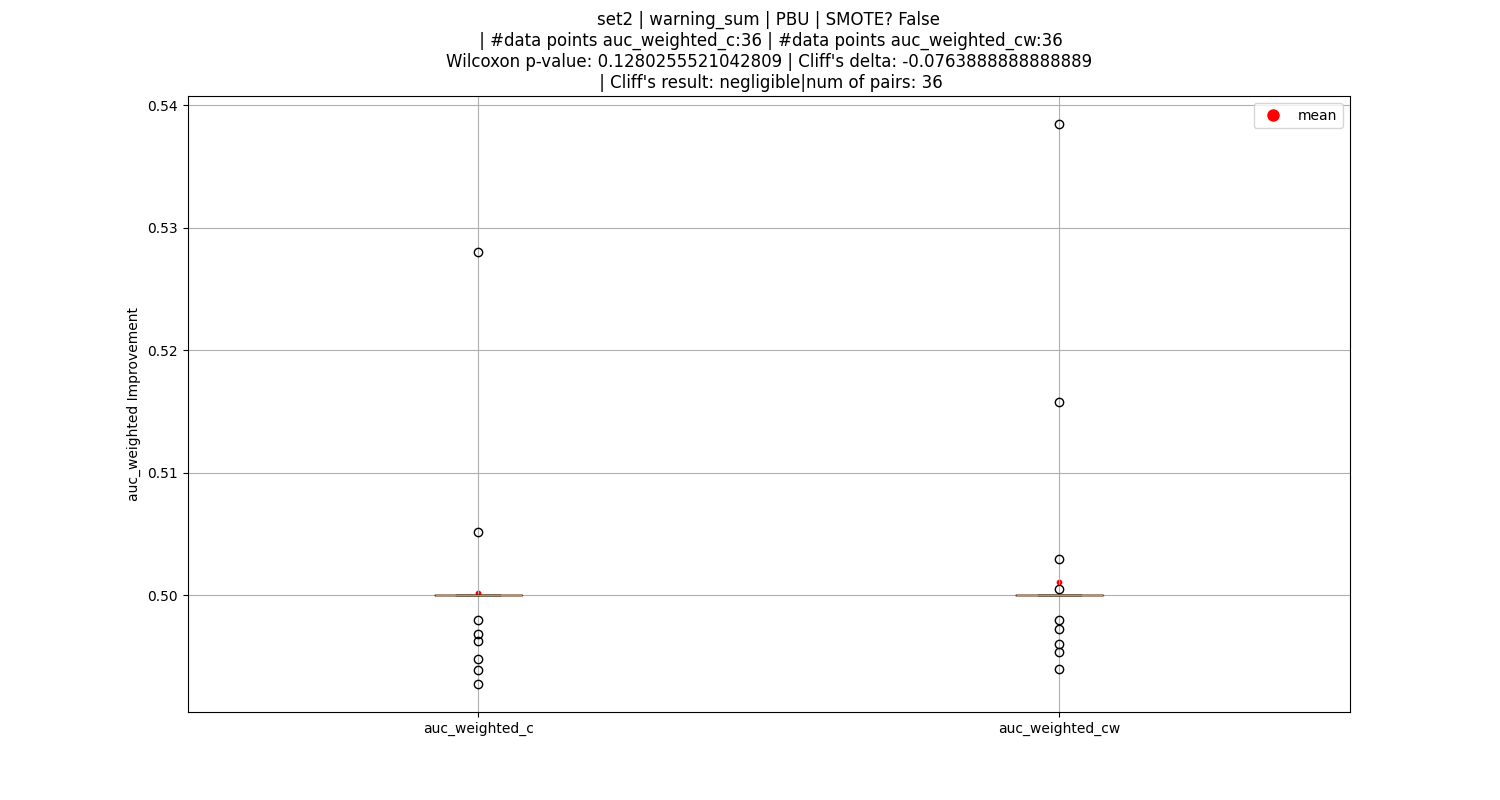 set2 | warning_sum | PBU | SMOTE? False
| #data points auc_weighted_c:36 | #data points auc_weighted_cw:36
Wilcoxon p-value: 0.1280255521042809 | Cliff's delta: -0.0763888888888889
| Cliff's result: negligible|num of pairs: 36
mean
auc_weighted Improvement
0.54
0.53
0.52
0.51
0.50
auc_weighted_c
auc_weighted_cw